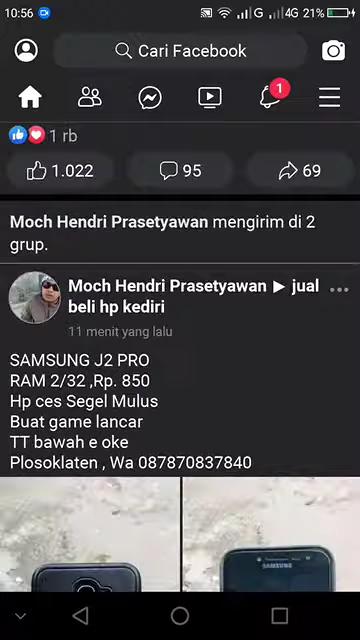 10:56 G 4G 21%
Cari Facebook
1
1 rb
1.022 95 69
Moch Hendri Prasetyawan mengirim di 2
grup.
Moch Hendri Prasetyawan ▶ jual
beli hp kediri
11 menit yang lalu
SAMSUNG J2 PRO
RAM 2/32 ,Rp. 850
Hp ces Segel Mulus
Buat game lancar
TT bawah e oke
Plosoklaten , Wa 087870837840
SAMSUNG